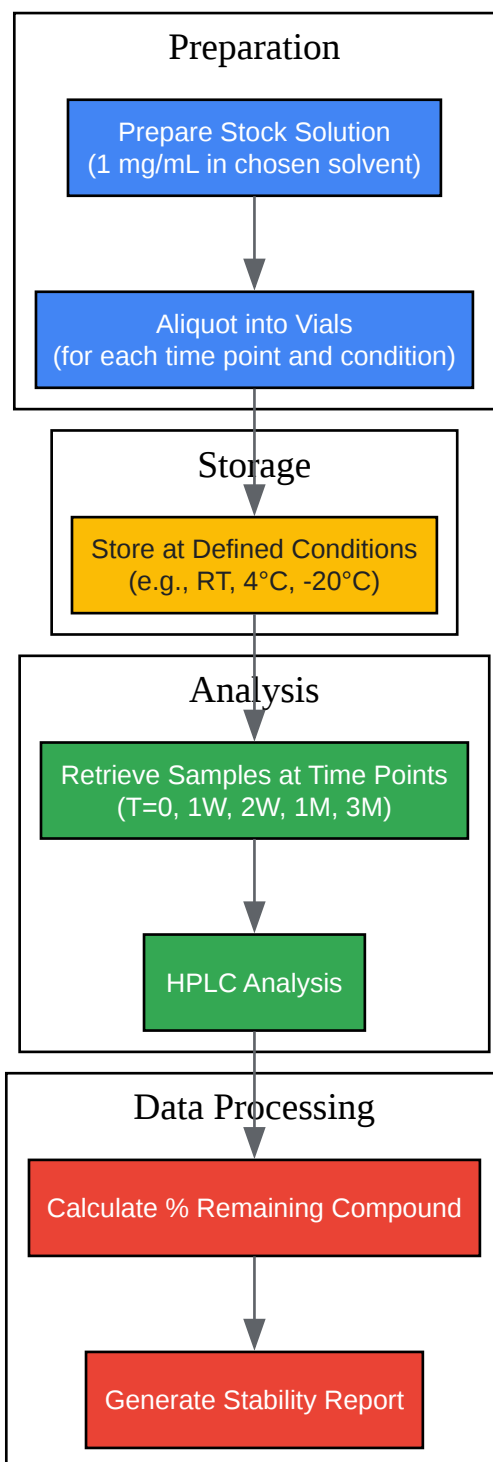 Preparation
Prepare Stock Solution
(1 mg/mL in chosen solvent)
Aliquot into Vials
(for each time point and condition)
Storage
Store at Defined Conditions
(e.g., RT, 4°C, -20°C)
Analysis
Retrieve Samples at Time Points
(T=0, 1W, 2W, 1M, 3M)
HPLC Analysis
Data Processing
Calculate % Remaining Compound
Generate Stability Report